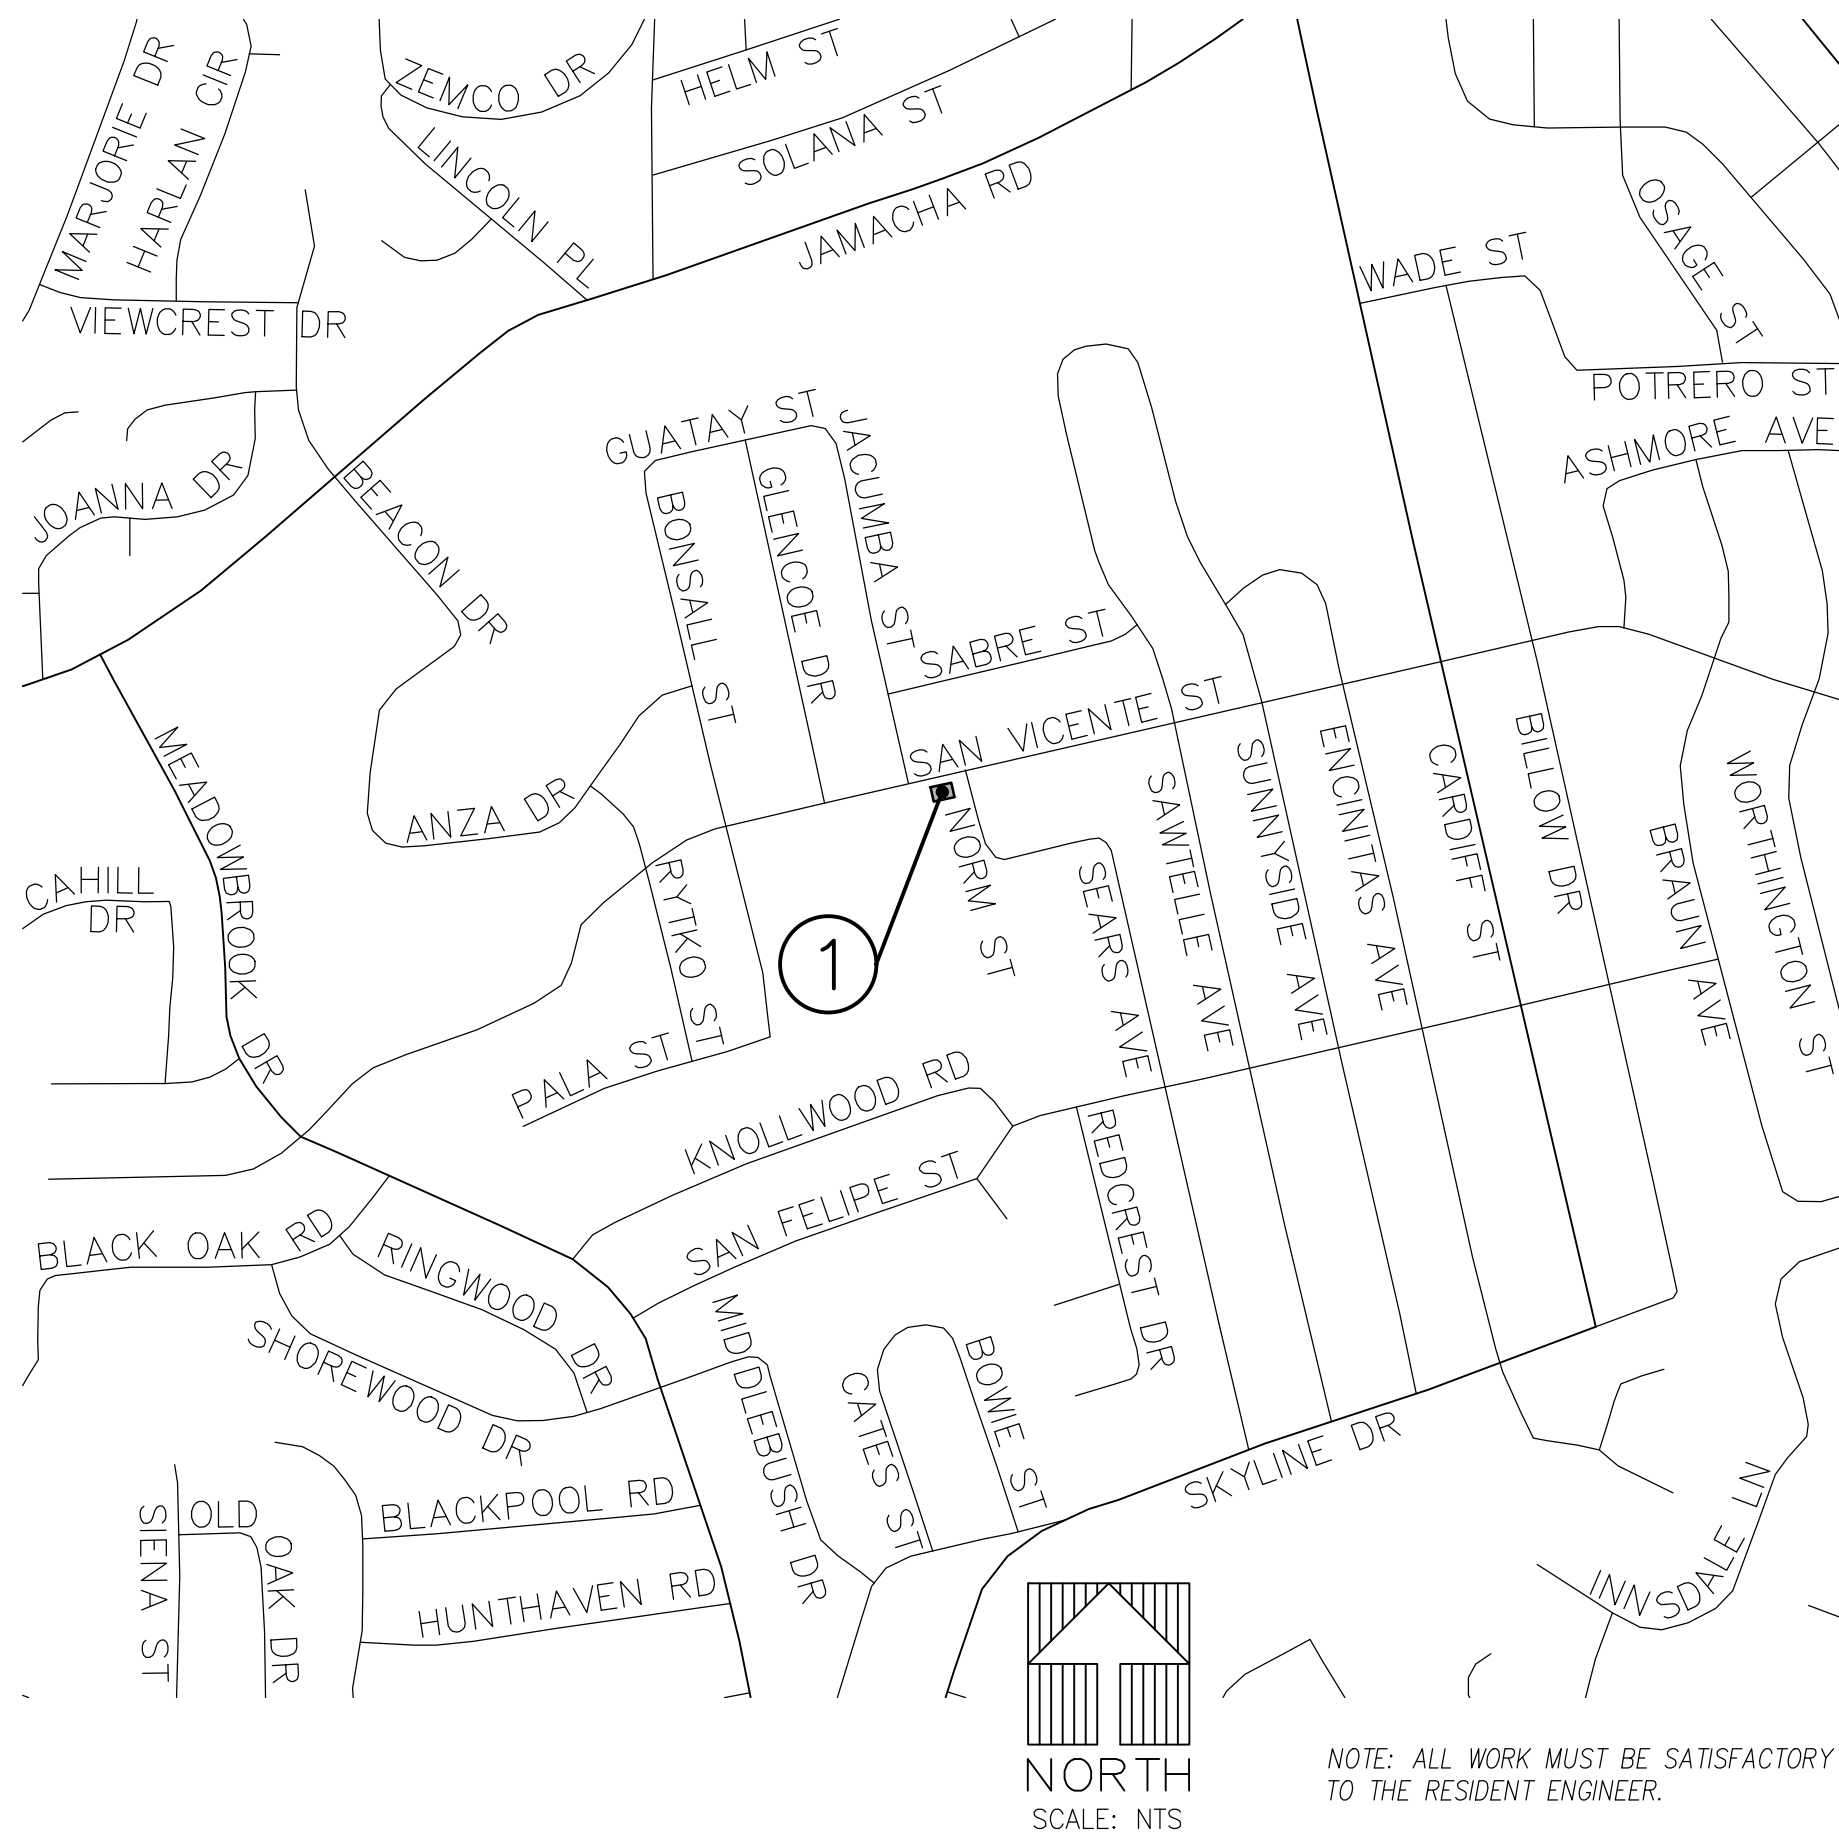 MARJORIE DR
HARLAN CIR
ZEMCO DR
HELM ST
LINCOLN PL
SOLANA ST
JAMACHA RD
OSAGE ST
WADE ST
VIEWCREST DR
POTRERO ST
ASHMORE AVE
GUATAY ST
JACUMBA ST
JOANNA DR
BEACON DR
BONSALL ST
GLENCOE DR
SABRE ST
SAN VICENTE ST
MEADOWBROOK DR
ANZA DR
SAWTELLE AVE
SUNNYSIDE AVE
ENCINITAS AVE
CARDIFF ST
BILLOW DR
WORTHINGTON ST
BRAUN AVE
NORM ST
SEARS AVE
CAHILL
DR
RYTKO ST
1
PALA ST
KNOLLWOOD RD
SAN FELIPE ST
REDCREST DR
BLACK OAK RD
RINGWOOD DR
SHOREWOOD DR
MIDDLEBUSH DR
CATES ST
BOWIE ST
SKYLINE DR
SIENA ST
OLD
OAK DR
BLACKPOOL RD
HUNTHAVEN RD
INNSDALE LN
NORTH
SCALE: NTS
NOTE: ALL WORK MUST BE SATISFACTORY
TO THE RESIDENT ENGINEER.